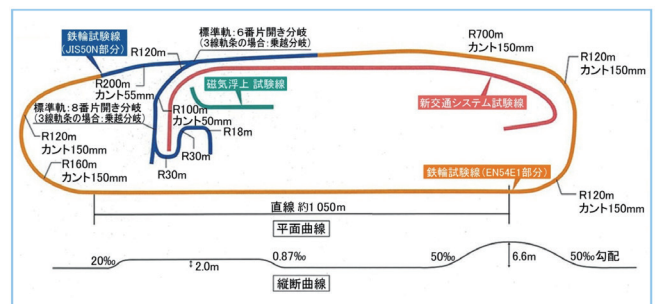 鉄輪試験線
(JIS50N部分)
標準軌：6番片開き分岐
(3線軌条の場合：乗越分岐)
R120m
R700m
カント150mm
R120m
カント150mm
R200m
カント55mm
磁気浮上 試験線
新交通システム試験線
標準軌：8番片開き分岐
(3線軌条の場合：乗越分岐)
R100m
カント50mm
R18m
R120m
カント150mm
R30m
R160m
カント150mm
R30m
鉄輪試験線(EN54E1部分)
R120m
カント150mm
直線 約1 050m
平面曲線
20‰
2.0m
0.87‰
50‰
6.6m
50‰勾配
縦断曲線